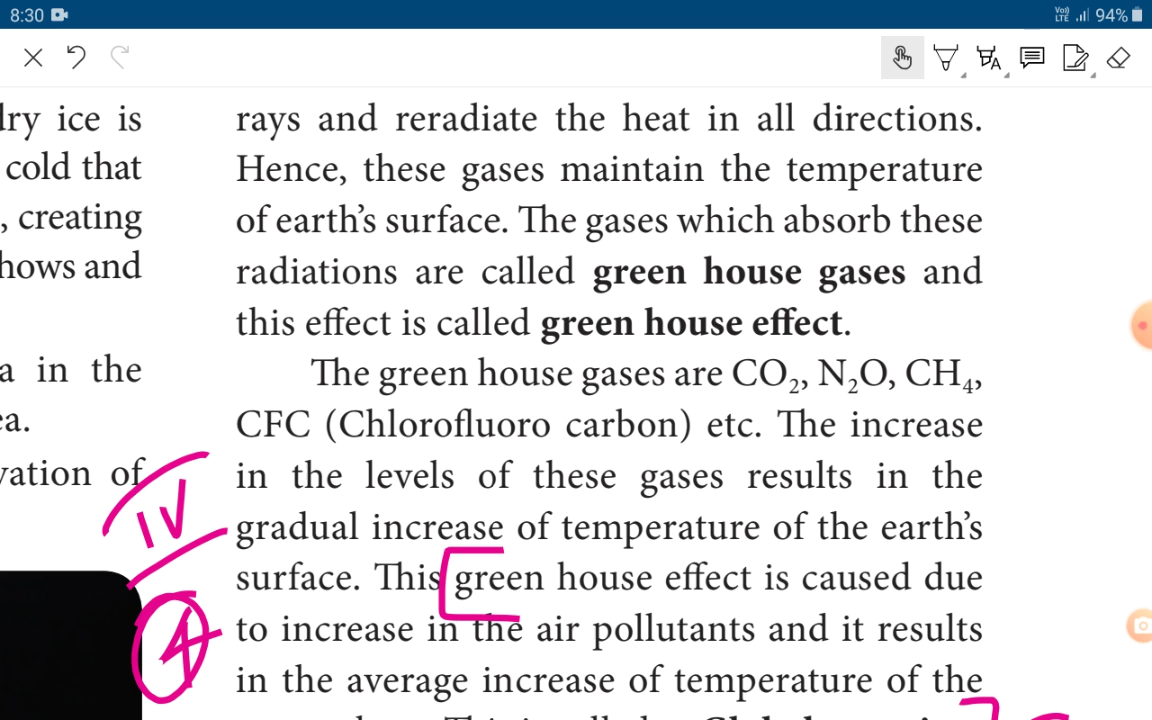 8:30
Vo)) LTE 94%
dry ice is
cold that
, creating
hows and
a in the
ea.
vation of
rays and reradiate the heat in all directions.
Hence, these gases maintain the temperature
of earth's surface. The gases which absorb these
radiations are called green house gases and
this effect is called green house effect.
The green house gases are CO₂, N₂O, CH₄,
CFC (Chlorofluoro carbon) etc. The increase
in the levels of these gases results in the
gradual increase of temperature of the earth's
surface. This green house effect is caused due
to increase in the air pollutants and it results
in the average increase of temperature of the
IV
4